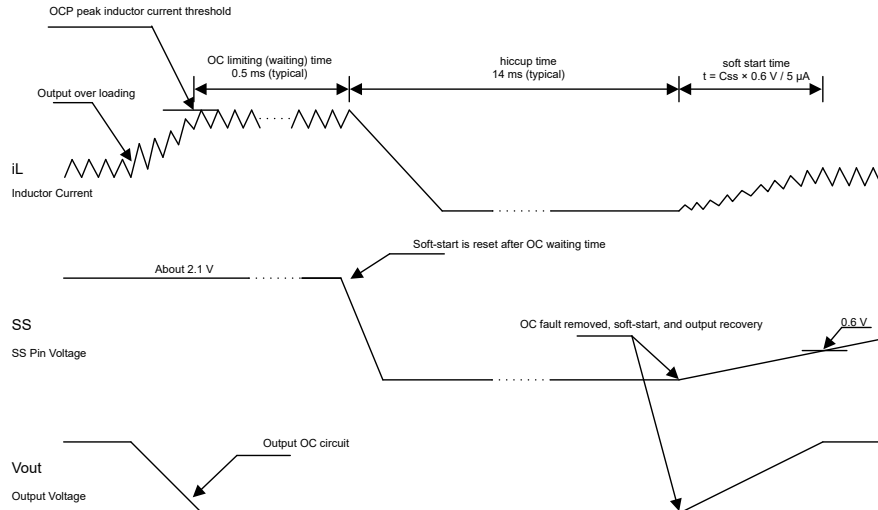 OCP peak inductor current threshold
OC limiting (waiting) time
0.5 ms (typical)
hiccup time
14 ms (typical)
soft start time
t = Css × 0.6 V / 5 µA
Output over loading
iL
Inductor Current
Soft-start is reset after OC waiting time
About 2.1 V
SS
SS Pin Voltage
OC fault removed, soft-start, and output recovery
0.6 V
Output OC circuit
Vout
Output Voltage